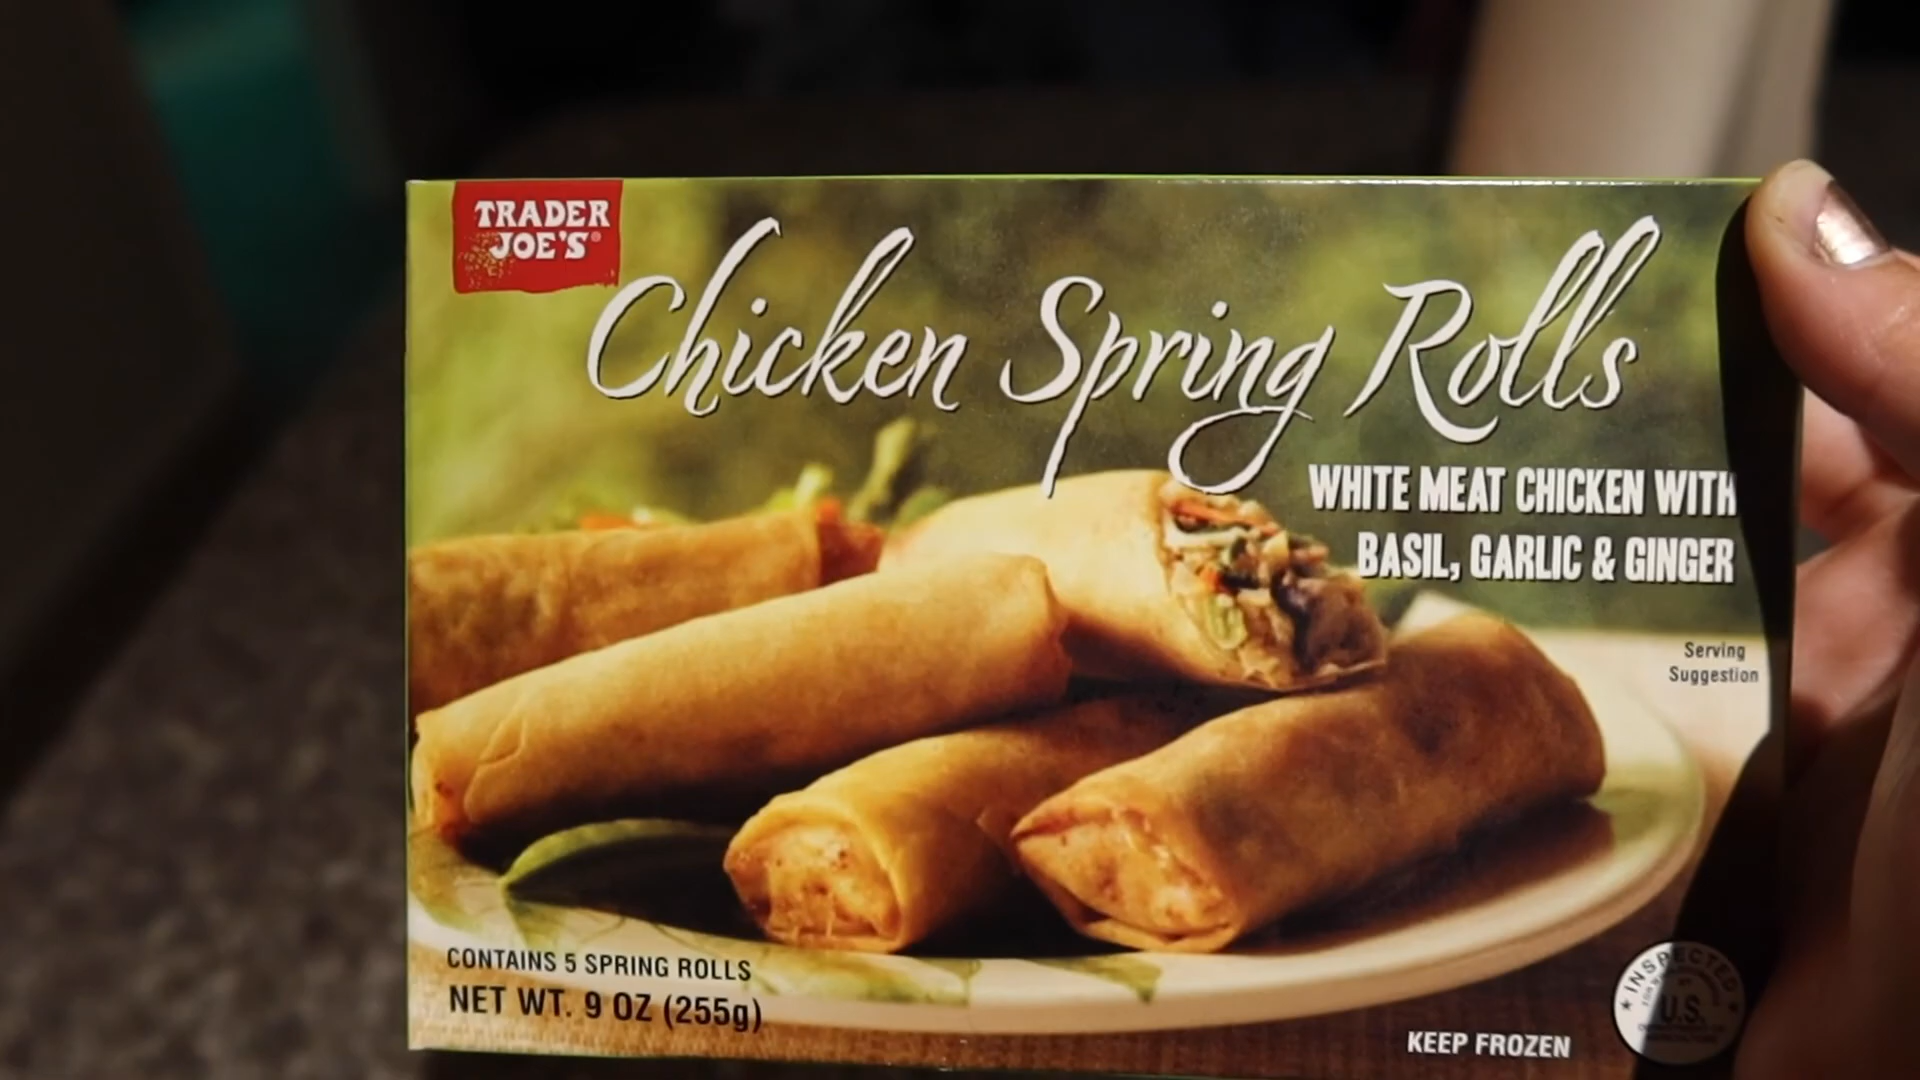 TRADER
JOE'S®
Chicken Spring Rolls
WHITE MEAT CHICKEN WITH
BASIL, GARLIC & GINGER
Serving
Suggestion
CONTAINS 5 SPRING ROLLS
NET WT. 9 OZ (255g)
KEEP FROZEN
INSPECTED
U.S.